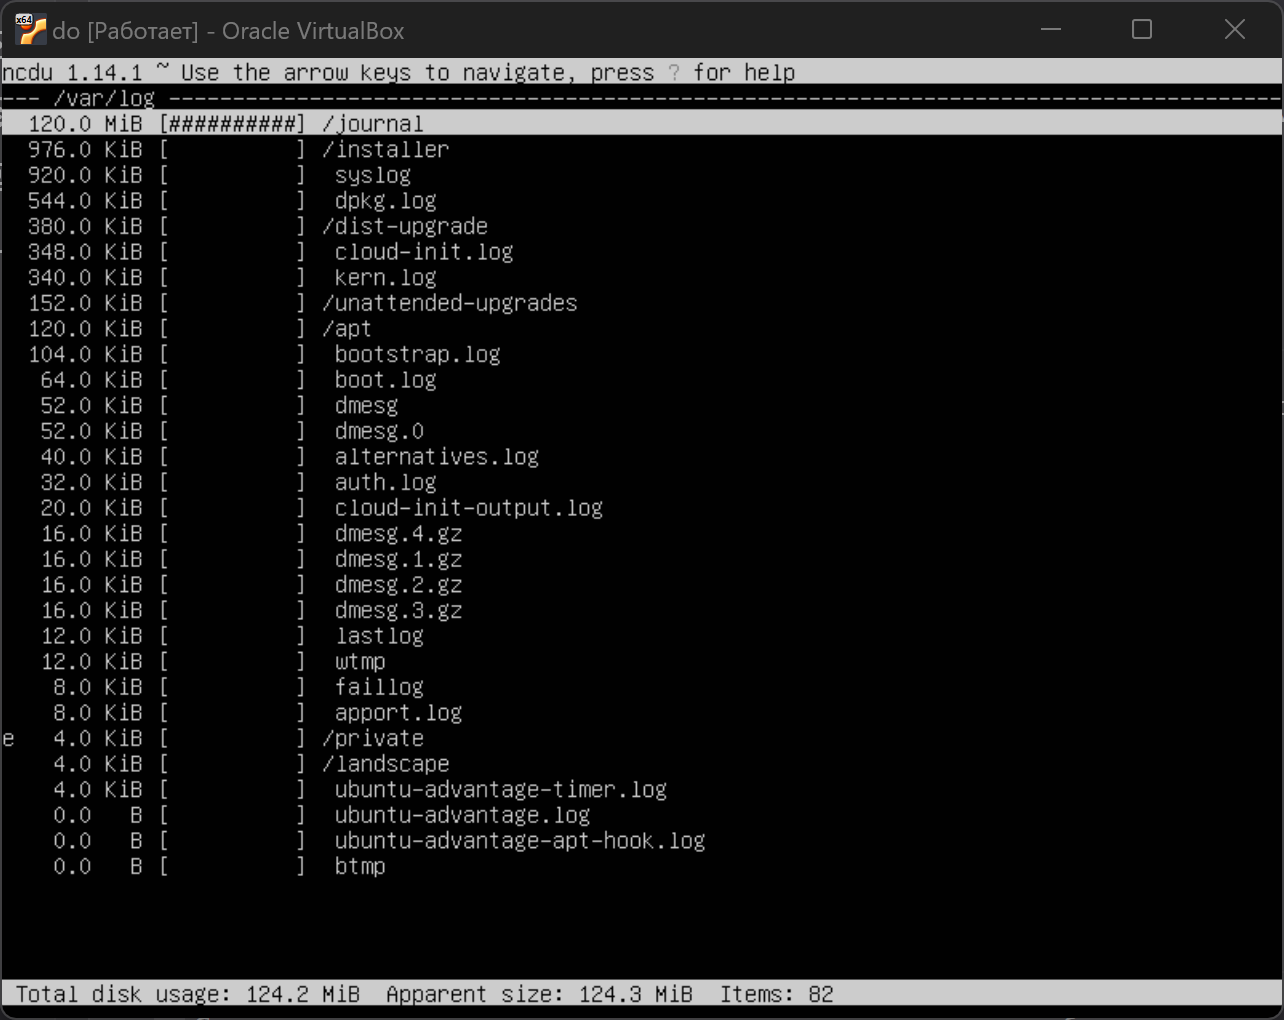 x64
do [Работает] - Oracle VirtualBox
ncdu 1.14.1 ~ Use the arrow keys to navigate, press ? for help
--- /var/log ---------------------------------------------------------------------------------------
  120.0 MiB [##########] /journal
  976.0 KiB [          ] /installer
  920.0 KiB [          ]  syslog
  544.0 KiB [          ]  dpkg.log
  380.0 KiB [          ] /dist-upgrade
  348.0 KiB [          ]  cloud-init.log
  340.0 KiB [          ]  kern.log
  152.0 KiB [          ] /unattended-upgrades
  120.0 KiB [          ] /apt
  104.0 KiB [          ]  bootstrap.log
   64.0 KiB [          ]  boot.log
   52.0 KiB [          ]  dmesg
   52.0 KiB [          ]  dmesg.0
   40.0 KiB [          ]  alternatives.log
   32.0 KiB [          ]  auth.log
   20.0 KiB [          ]  cloud-init-output.log
   16.0 KiB [          ]  dmesg.4.gz
   16.0 KiB [          ]  dmesg.1.gz
   16.0 KiB [          ]  dmesg.2.gz
   16.0 KiB [          ]  dmesg.3.gz
   12.0 KiB [          ]  lastlog
   12.0 KiB [          ]  wtmp
    8.0 KiB [          ]  faillog
    8.0 KiB [          ]  apport.log
e   4.0 KiB [          ] /private
    4.0 KiB [          ] /landscape
    4.0 KiB [          ]  ubuntu-advantage-timer.log
    0.0   B [          ]  ubuntu-advantage.log
    0.0   B [          ]  ubuntu-advantage-apt-hook.log
    0.0   B [          ]  btmp
Total disk usage: 124.2 MiB  Apparent size: 124.3 MiB  Items: 82